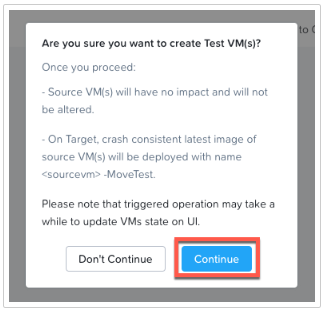 to C
Are you sure you want to create Test VM(s)?
Once you proceed:
- Source VM(s) will have no impact and will not
be altered.
- On Target, crash consistent latest image of
source VM(s) will be deployed with name
<sourcevm> -MoveTest.
Please note that triggered operation may take a
while to update VMs state on UI.
Don't Continue
Continue